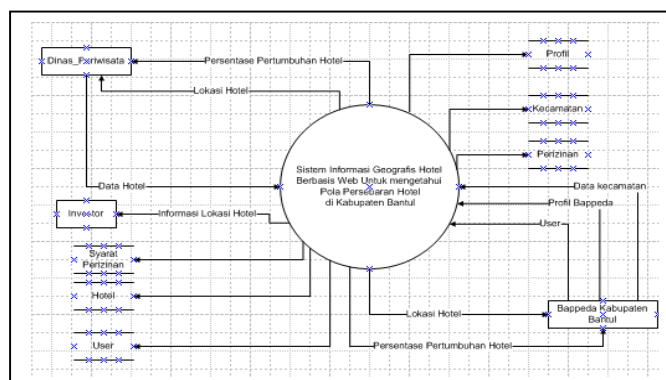 Dinas_Pariwisata
Persentase Pertumbuhan Hotel
Profil
Lokasi Hotel
Kecamatan
Perizinan
Sistem Informasi Geografis Hotel
Berbasis Web Untuk mengetahui
Pola Persebaran Hotel
di Kabupaten Bantul
Data Hotel
Data kecamatan
Profil Bappeda
Investor
Informasi Lokasi Hotel
User
Syarat
Perizinan
Hotel
Lokasi Hotel
Bappeda Kabupaten
Bantul
User
Persentase Pertumbuhan Hotel